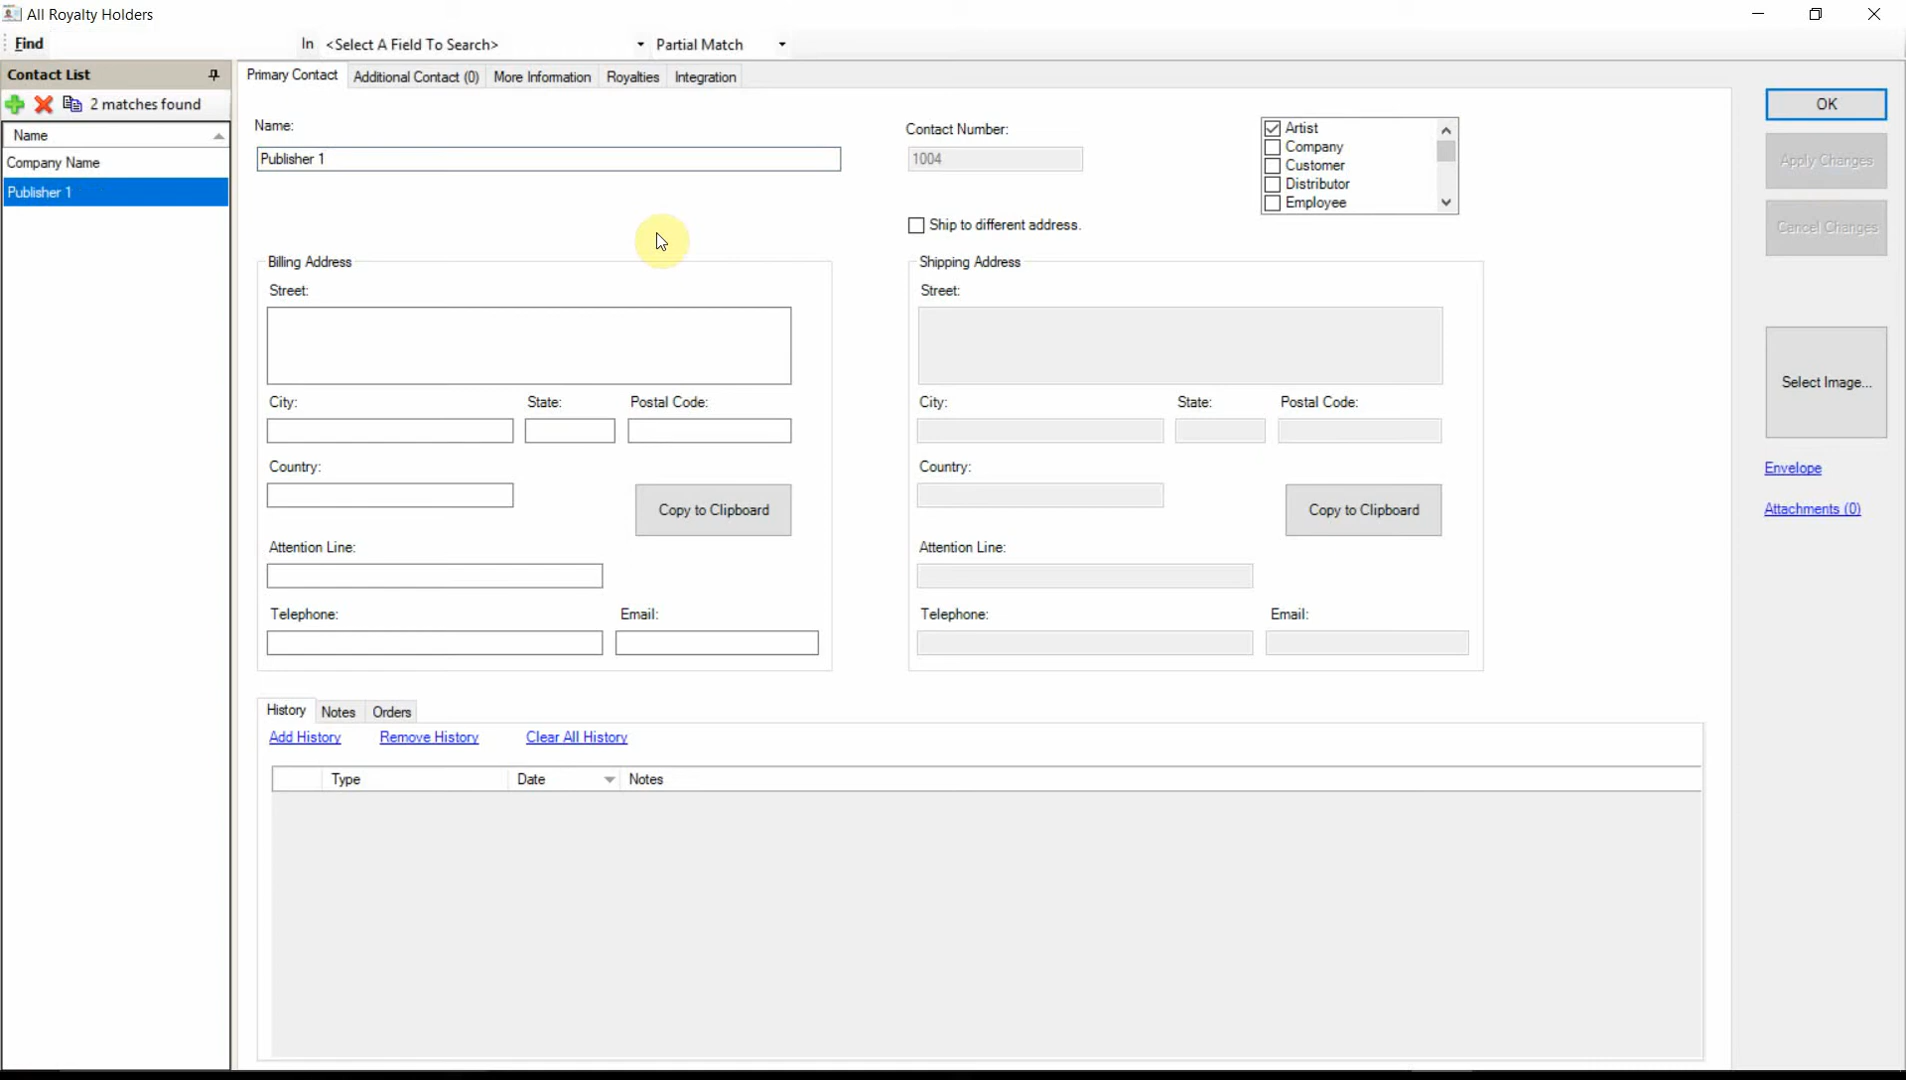 All Royalty Holders
Find In <Select A Field To Search> Partial Match
Contact List
2 matches found
Name
Company Name
Publisher 1
Primary Contact Additional Contact (0) More Information Royalties Integration
Name:
Publisher 1
Contact Number:
1004
Artist
Company
Customer
Distributor
Employee
Ship to different address.
Billing Address
Street:
City: State: Postal Code:
Country:
Copy to Clipboard
Attention Line:
Telephone: Email:
Shipping Address
Street:
City: State: Postal Code:
Country:
Copy to Clipboard
Attention Line:
Telephone: Email:
History Notes Orders
Add History Remove History Clear All History
Type Date Notes
OK
Apply Changes
Cancel Changes
Select Image...
Envelope
Attachments (0)